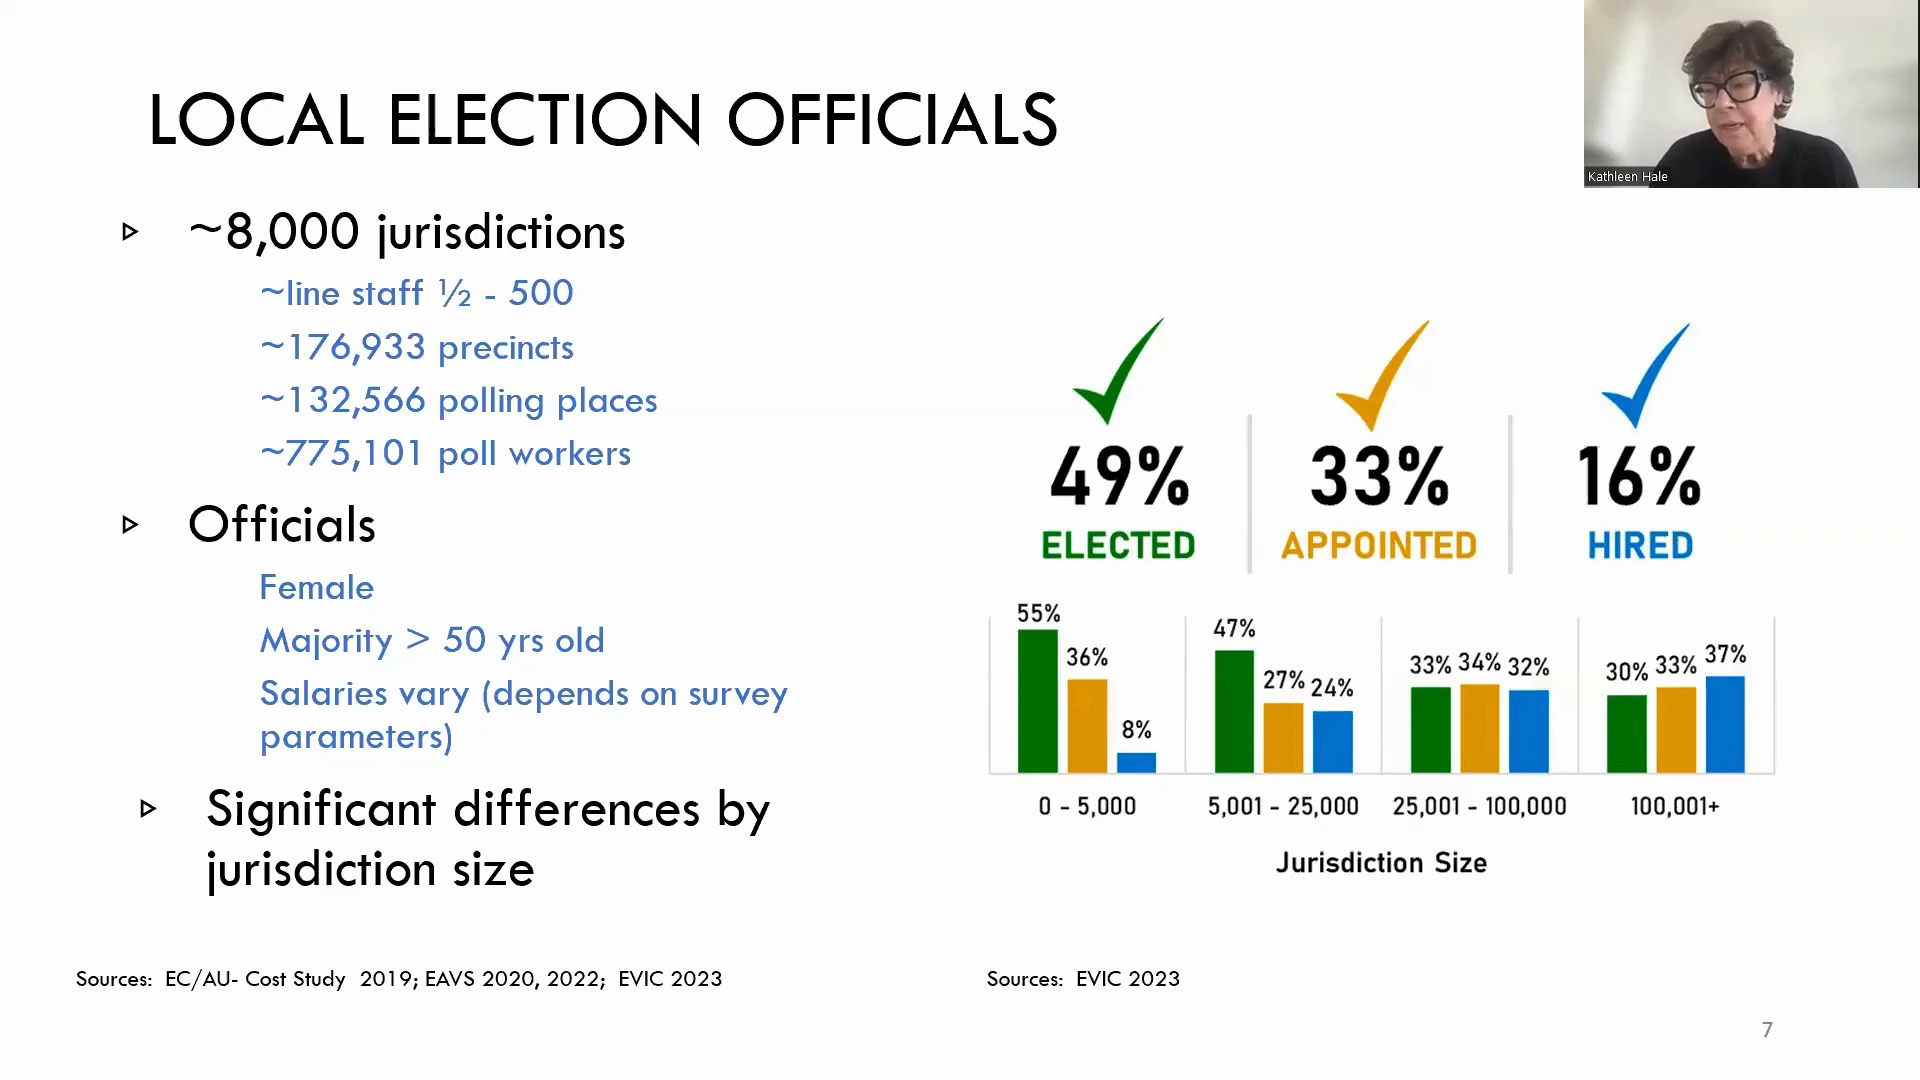 LOCAL ELECTION OFFICIALS
Kathleen Hale
~8,000 jurisdictions
~line staff ½ - 500
~176,933 precincts
~132,566 polling places
~775,101 poll workers
Officials
Female
Majority > 50 yrs old
Salaries vary (depends on survey
parameters)
Significant differences by
jurisdiction size
Sources: EC/AU- Cost Study 2019; EAVS 2020, 2022; EVIC 2023
49% 33% 16%
ELECTED APPOINTED HIRED
55% 36% 8% 47% 27% 24% 33% 34% 32% 30% 33% 37%
0 - 5,000 5,001 - 25,000 25,001 - 100,000 100,001+
Jurisdiction Size
Sources: EVIC 2023
7